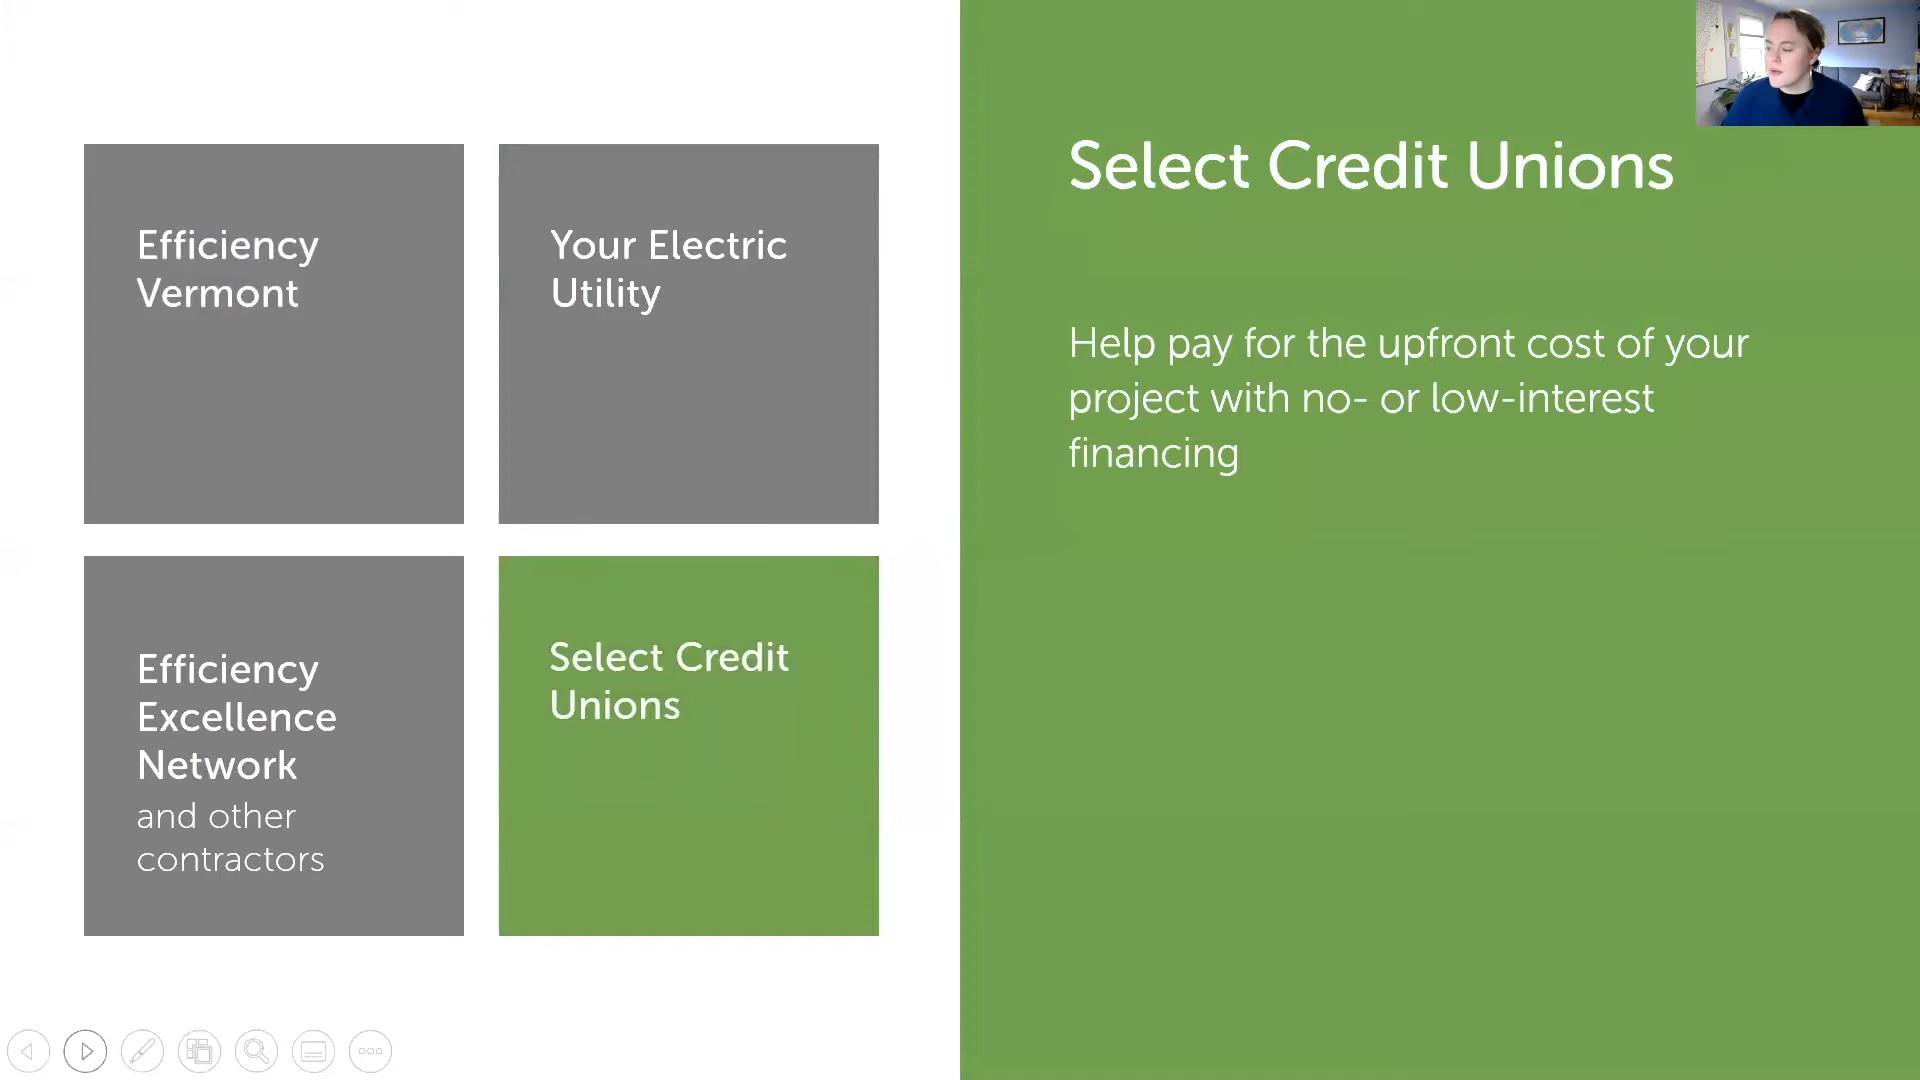 Efficiency
Vermont
Your Electric
Utility
Efficiency
Excellence
Network
and other
contractors
Select Credit
Unions
Select Credit Unions
Help pay for the upfront cost of your
project with no- or low-interest
financing